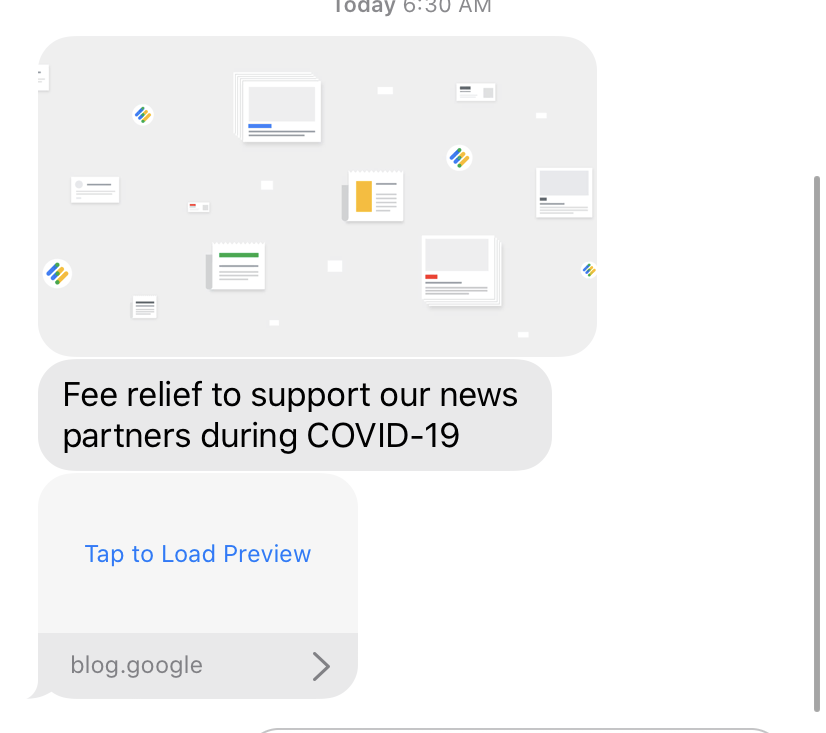 Today 6:30 AM
Fee relief to support our news
partners during COVID-19
Tap to Load Preview
blog.google